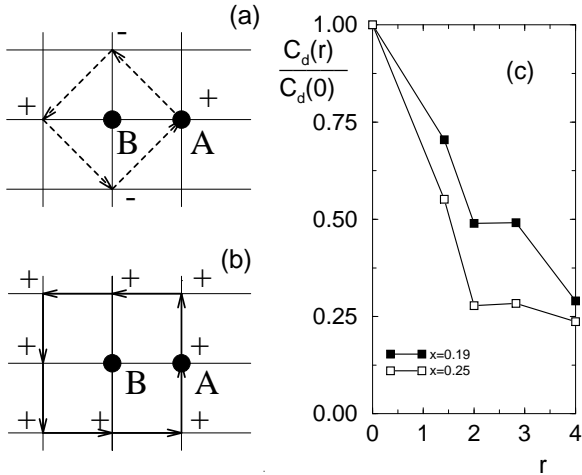 (a)
-
+
+
B
A
-
(b)
+
+
+
+
+
B
A
+
+
+
(c)
C_d(r)
C_d(0)
1.00
0.75
0.50
0.25
0.00
x=0.19
x=0.25
0
1
2
3
4
r